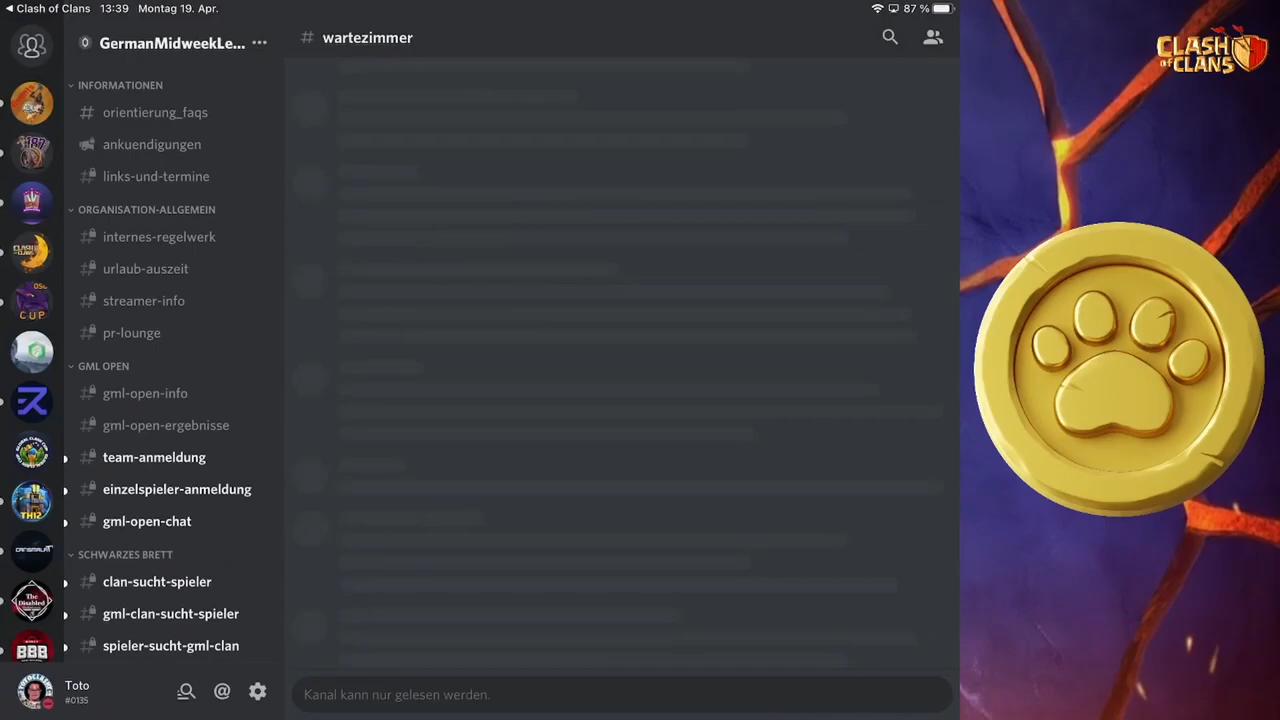 ◀ Clash of Clans 13:39 Montag 19. Apr. 87 %
GermanMidweekLe... •••
# wartezimmer
CLASH
of CLANS
INFORMATIONEN
orientierung_faqs
ankuendigungen
links-und-termine
ORGANISATION-ALLGEMEIN
internes-regelwerk
urlaub-auszeit
streamer-info
pr-lounge
GML OPEN
gml-open-info
gml-open-ergebnisse
team-anmeldung
einzelspieler-anmeldung
gml-open-chat
SCHWARZES BRETT
clan-sucht-spieler
gml-clan-sucht-spieler
spieler-sucht-gml-clan
187
CUP
TH12
The
Disabled
BBB
Toto
#0135
@
Kanal kann nur gelesen werden.